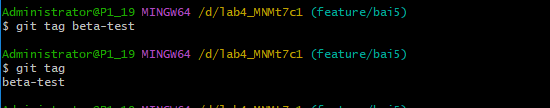 Administrator@P1_19 MINGW64 /d/lab4_MNMt7c1 (feature/bai5)
$ git tag beta-test
Administrator@P1_19 MINGW64 /d/lab4_MNMt7c1 (feature/bai5)
$ git tag
beta-test